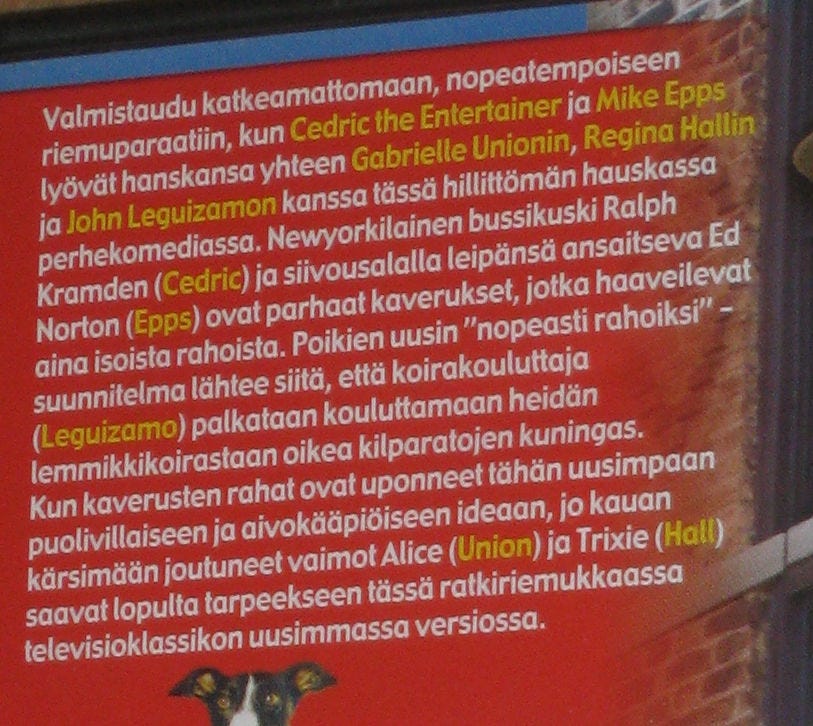 Valmistaudu katkeamattomaan, nopeatempoiseen
riemuparaatiin, kun Cedric the Entertainer ja Mike Epps
lyövät hanskansa yhteen Gabrielle Unionin, Regina Hallin
ja John Leguizamon kanssa tässä hillittömän hauskassa
perhekomediassa. Newyorkilainen bussikuski Ralph
Kramden (Cedric) ja siivousalalla leipänsä ansaitseva Ed
Norton (Epps) ovat parhaat kaverukset, jotka haaveilevat
aina isoista rahoista. Poikien uusin "nopeasti rahoiksi" –
suunnitelma lähtee siitä, että koirakouluttaja
(Leguizamo) palkataan kouluttamaan heidän
lemmikkikoirastaan oikea kilparatojen kuningas.
Kun kaverusten rahat ovat uponneet tähän uusimpaan
puolivillaiseen ja aivokääpiöiseen ideaan, jo kauan
kärsimään joutuneet vaimot Alice (Union) ja Trixie (Hall)
saavat lopulta tarpeekseen tässä ratkiriemukkaassa
televisioklassikon uusimmassa versiossa.